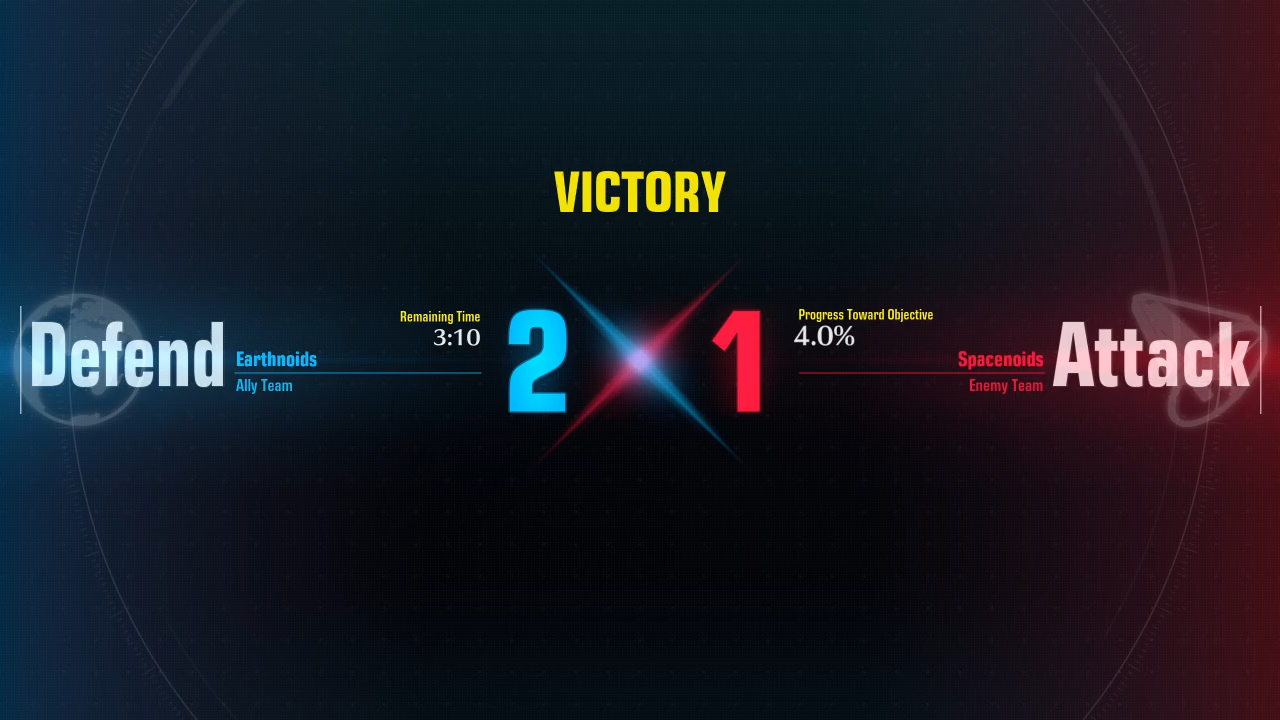 VICTORY
Remaining Time
3:10
2
1
Progress Toward Objective
4.0%
Defend
Earthnoids
Ally Team
Spacenoids
Enemy Team
Attack